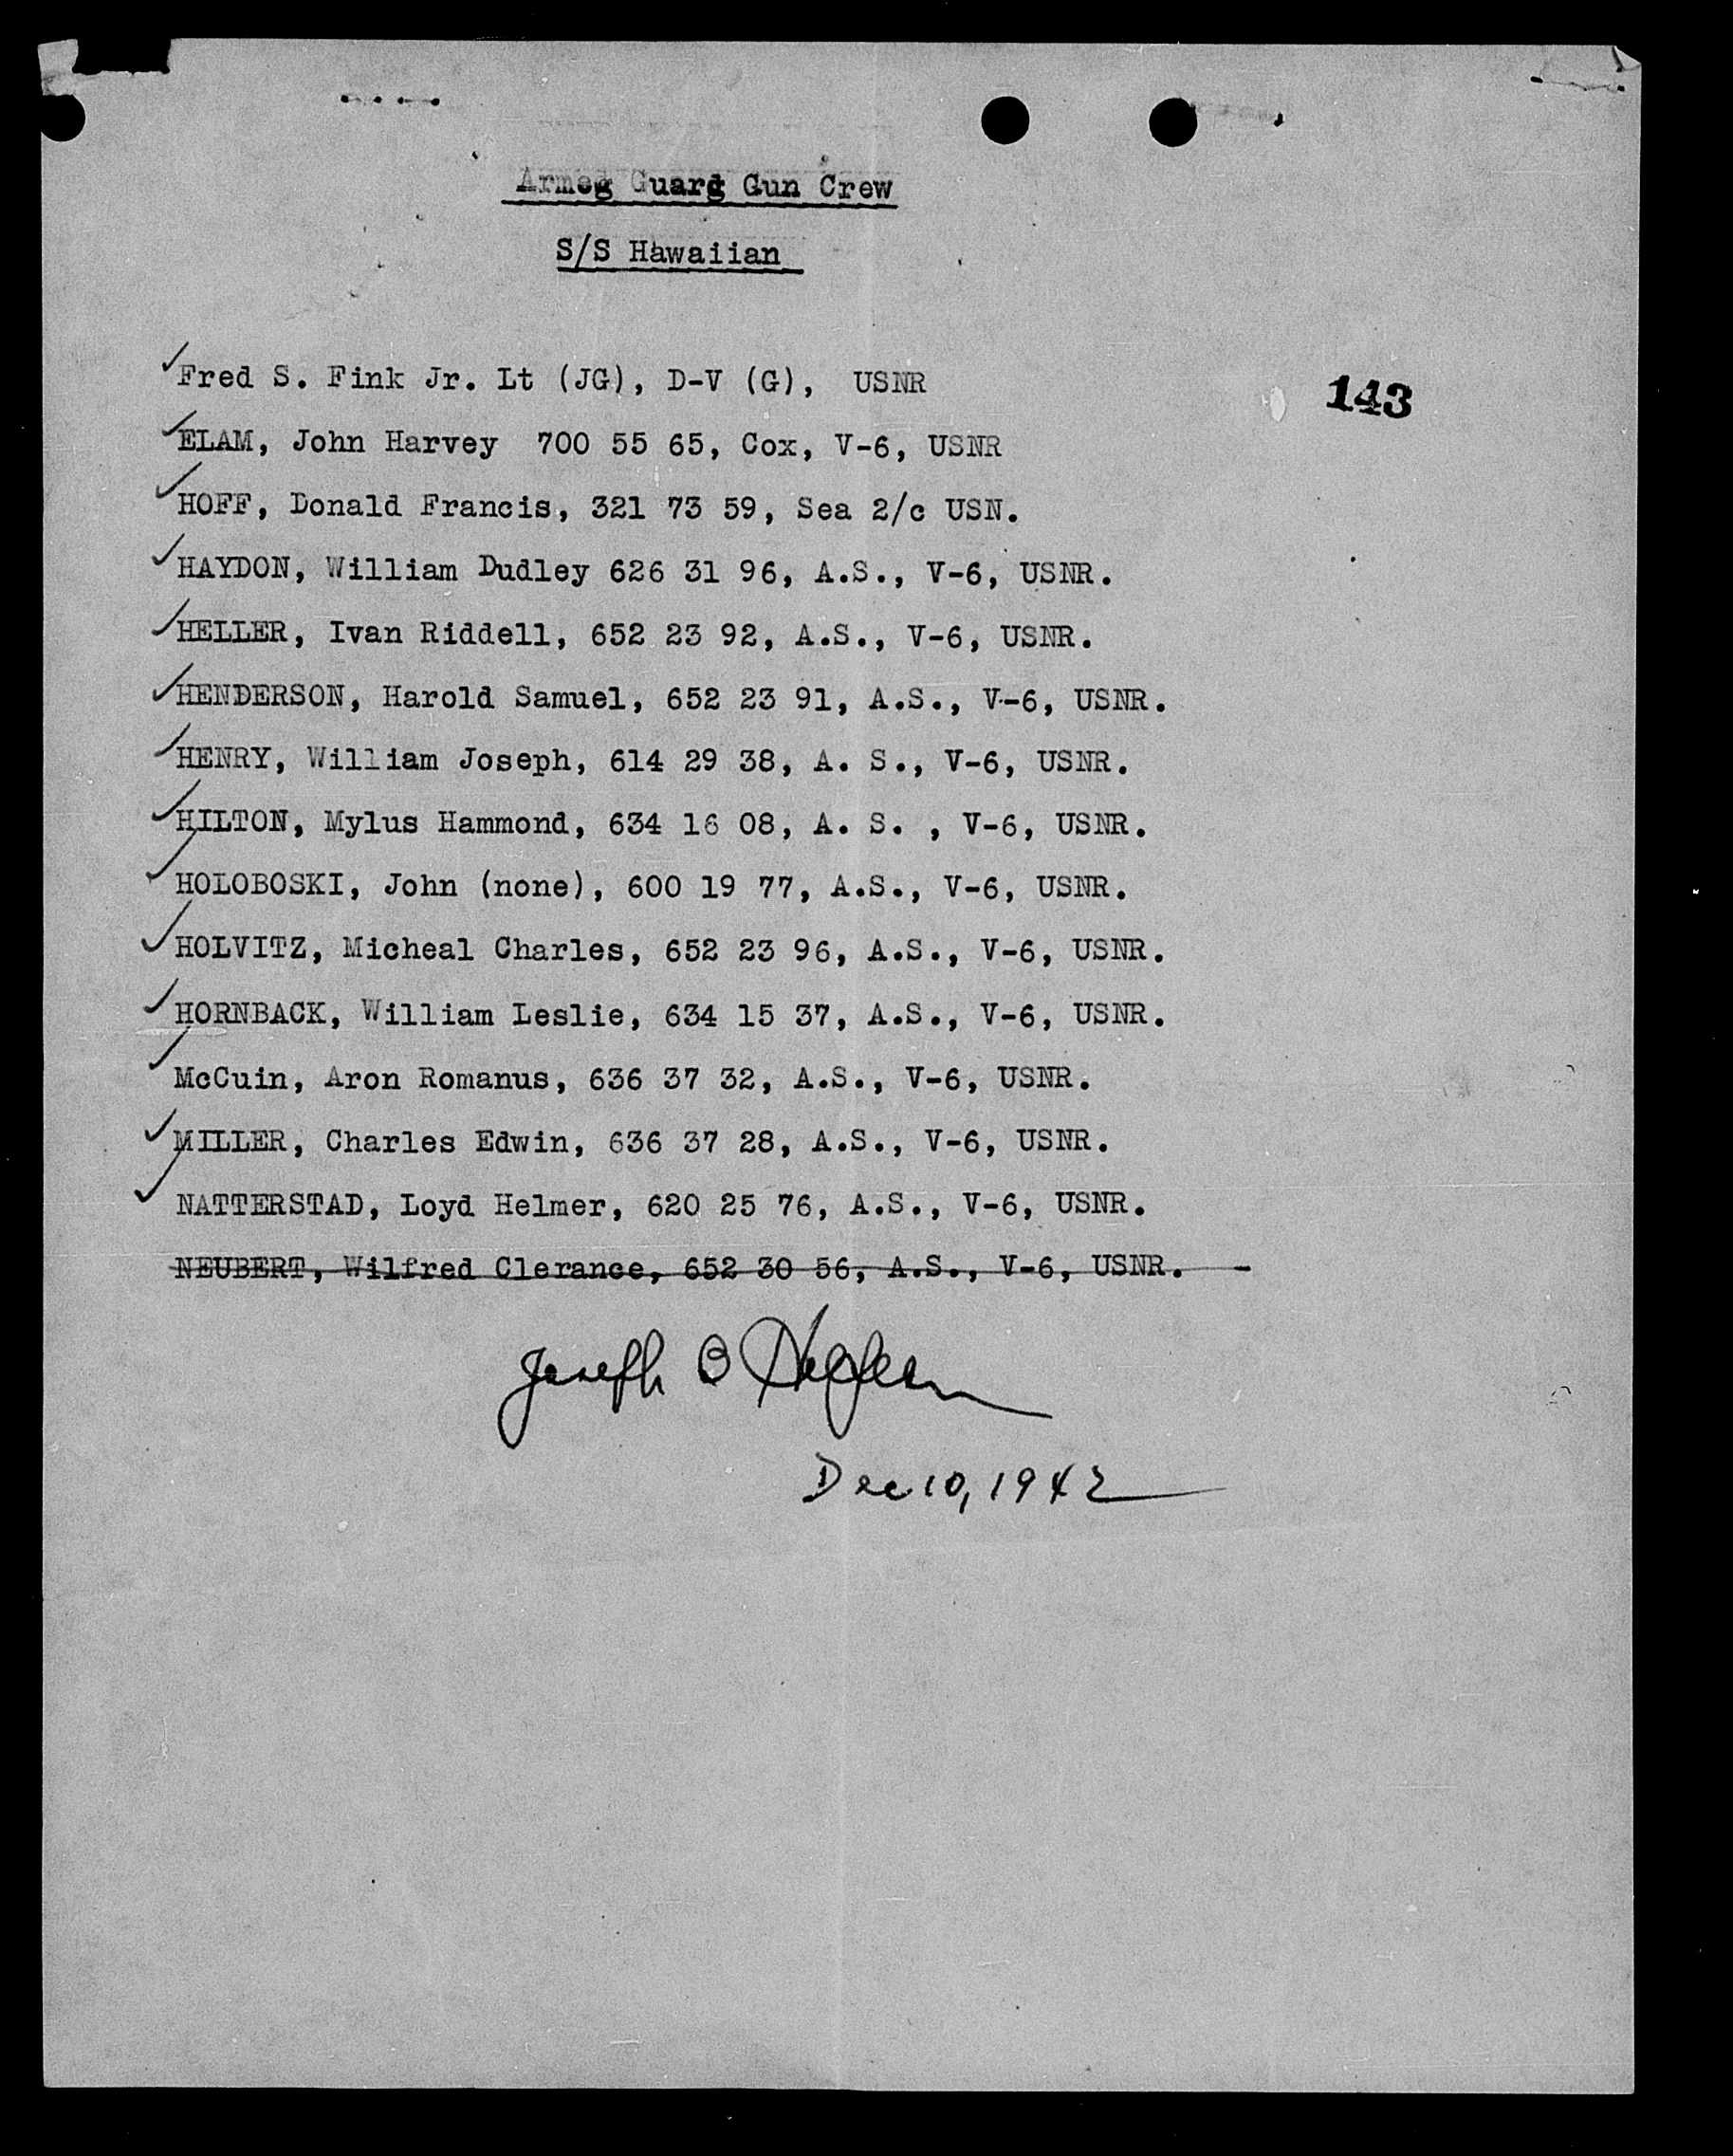 Armeg Guard Gun Crew
S/S Hawaiian
143
Fred S. Fink Jr. Lt (JG), D-V (G), USNR
ELAM, John Harvey 700 55 65, Cox, V-6, USNR
HOFF, Donald Francis, 321 73 59, Sea 2/c USN.
HAYDON, William Dudley 626 31 96, A.S., V-6, USNR.
HELLER, Ivan Riddell, 652 23 92, A.S., V-6, USNR.
HENDERSON, Harold Samuel, 652 23 91, A.S., V-6, USNR.
HENRY, William Joseph, 614 29 38, A. S., V-6, USNR.
HILTON, Mylus Hammond, 634 16 08, A. S. , V-6, USNR.
HOLOBOSKI, John (none), 600 19 77, A.S., V-6, USNR.
HOLVITZ, Micheal Charles, 652 23 96, A.S., V-6, USNR.
HORNBACK, William Leslie, 634 15 37, A.S., V-6, USNR.
McCuin, Aron Romanus, 636 37 32, A.S., V-6, USNR.
MILLER, Charles Edwin, 636 37 28, A.S., V-6, USNR.
NATTERSTAD, Loyd Helmer, 620 25 76, A.S., V-6, USNR.
NEUBERT, Wilfred Clerance, 652 30 56, A.S., V-6, USNR.
Joseph B
Dec 10, 1942